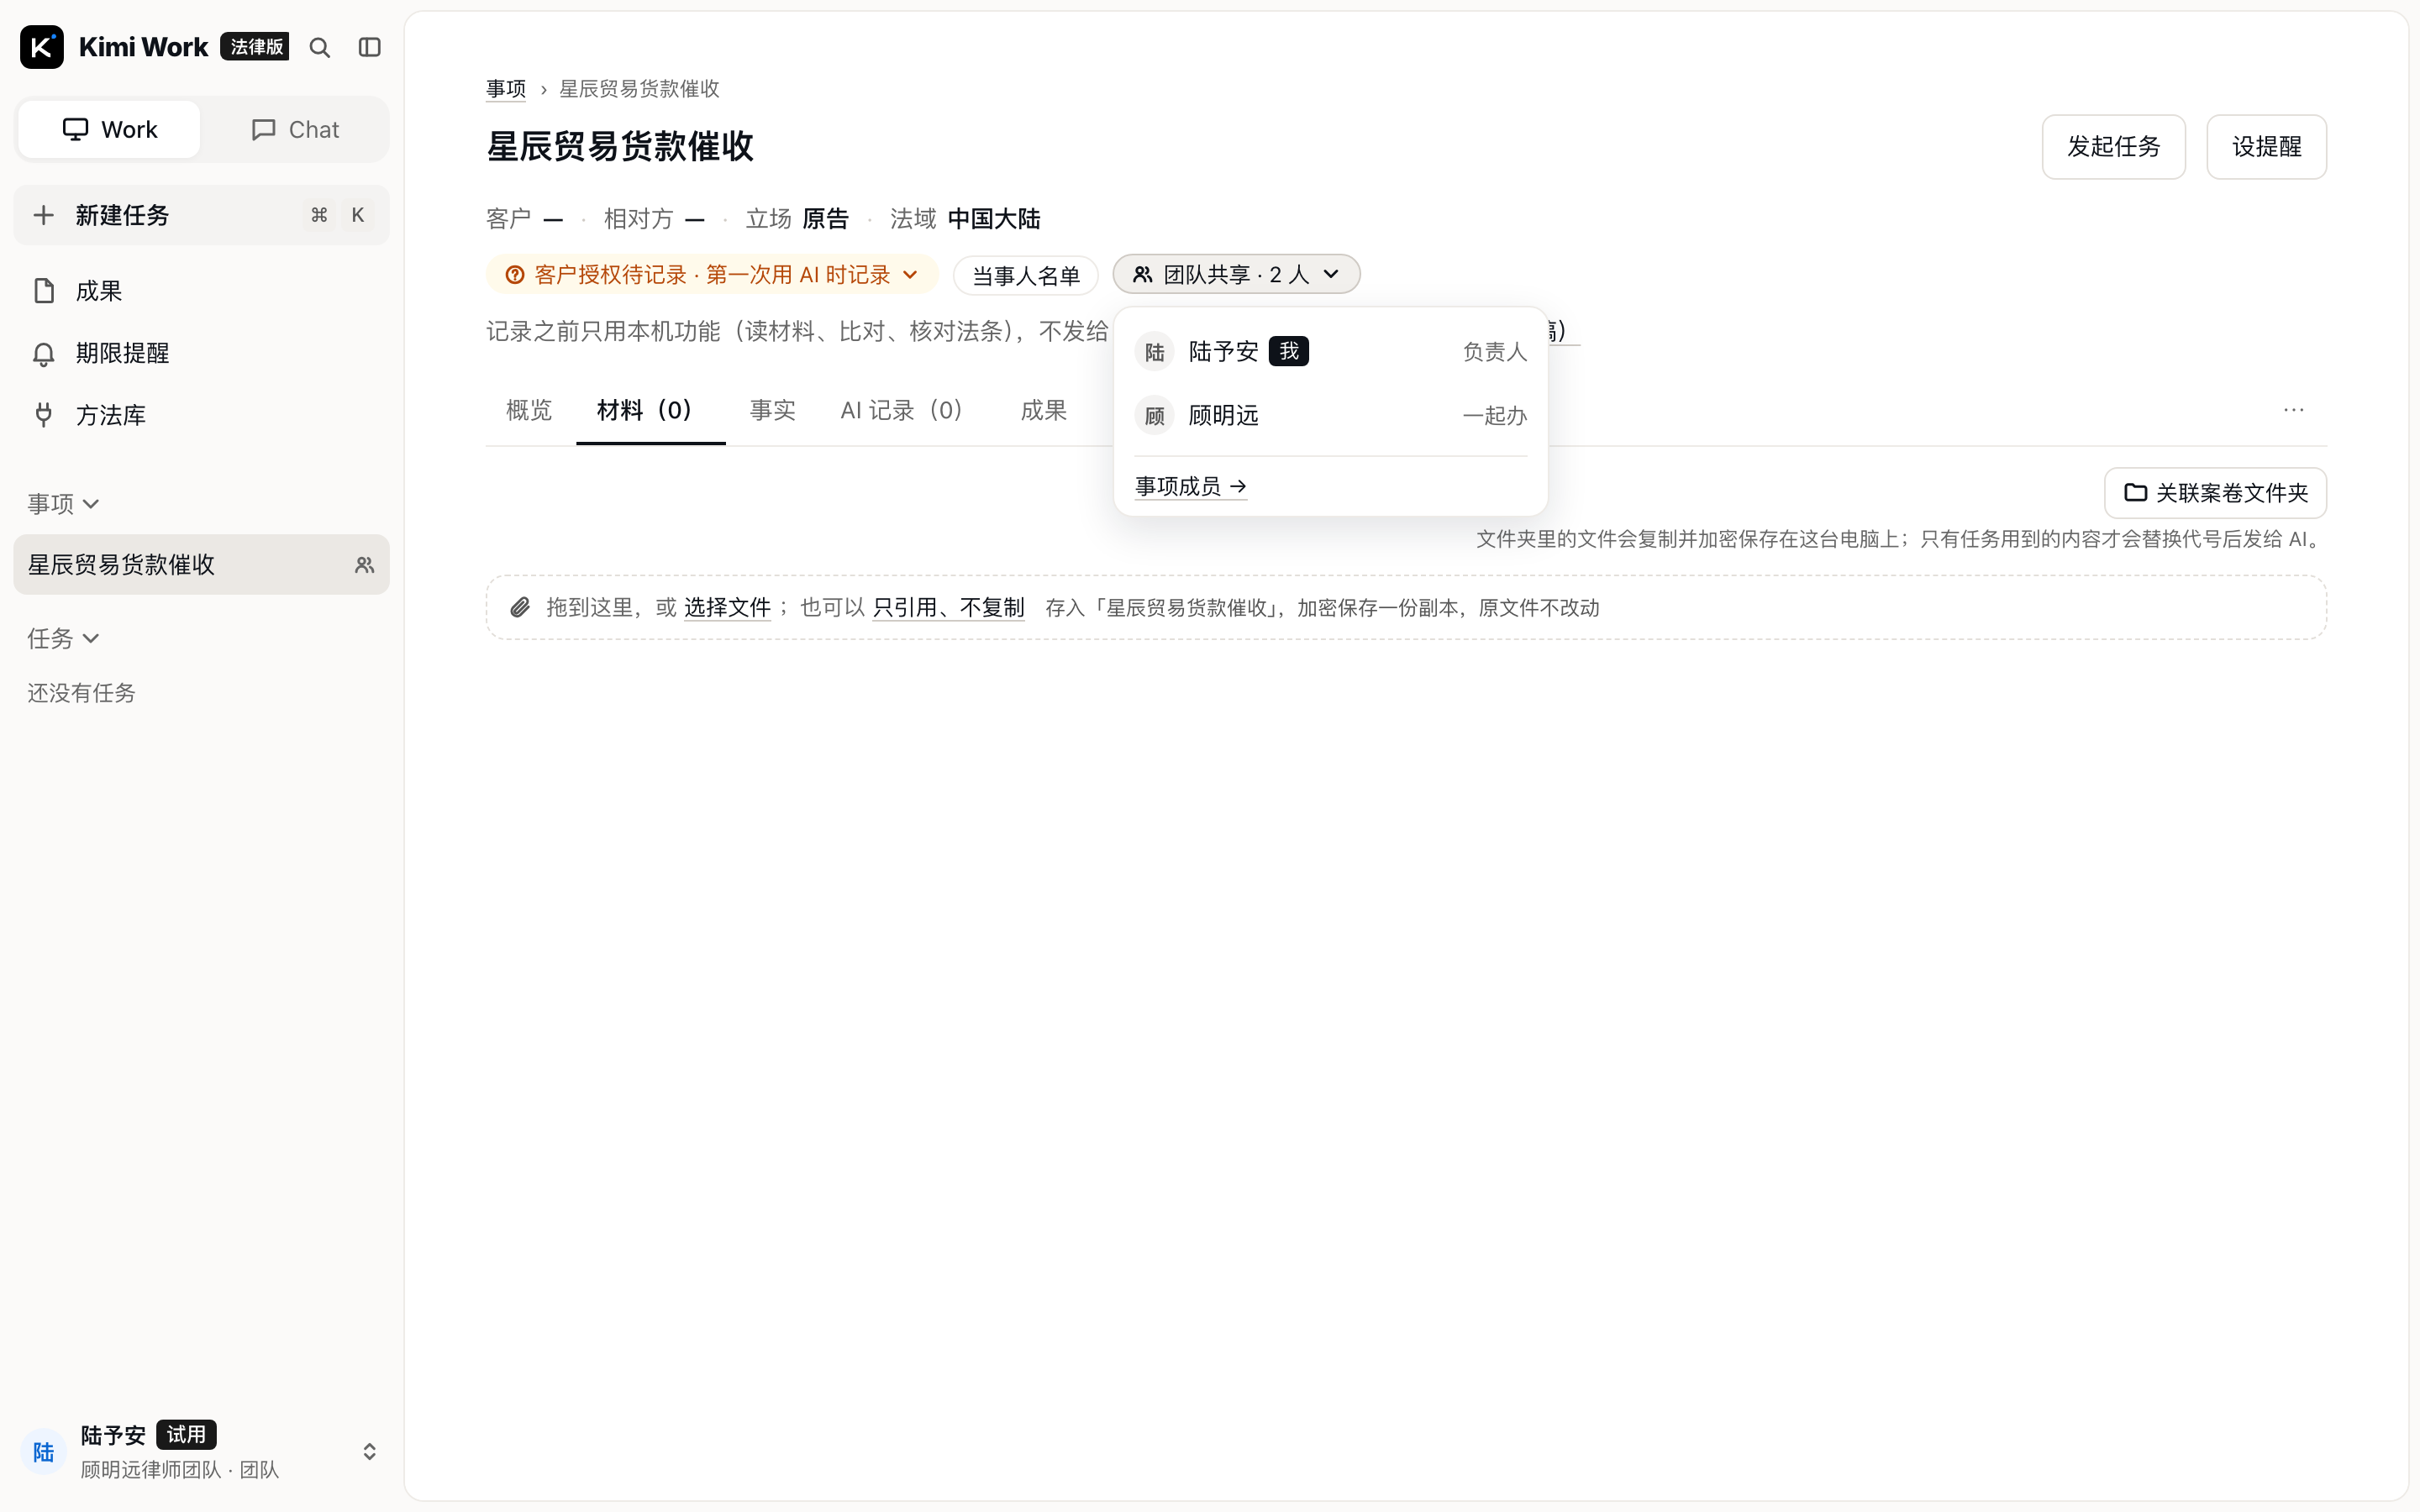 Kimi Work 法律版
Work
Chat
新建任务 ⌘ K
成果
期限提醒
方法库
事项
星辰贸易货款催收
任务
还没有任务
陆 陆予安 试用
顾明远律师团队 · 团队
事项 › 星辰贸易货款催收
星辰贸易货款催收
发起任务
设提醒
客户 — · 相对方 — · 立场 原告 · 法域 中国大陆
客户授权待记录 · 第一次用 AI 时记录
当事人名单
团队共享 · 2 人
记录之前只用本机功能（读材料、比对、核对法条），不发给
陆 陆予安 我 负责人
顾 顾明远 一起办
事项成员 →
概览 材料（0） 事实 AI 记录（0） 成果 ···
关联案卷文件夹
文件夹里的文件会复制并加密保存在这台电脑上；只有任务用到的内容才会替换代号后发给 AI。
拖到这里，或 选择文件 ；也可以 只引用、不复制 存入「星辰贸易货款催收」，加密保存一份副本，原文件不改动